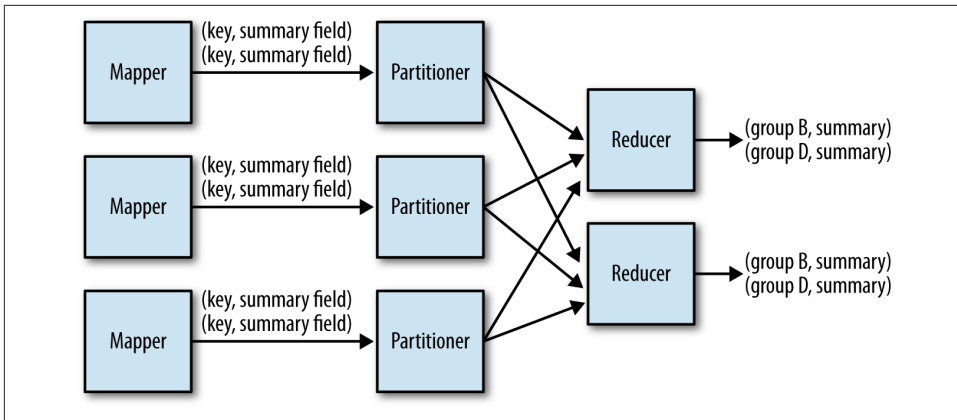 (key, summary field)
(key, summary field)
Mapper
Partitioner
Reducer
(group B, summary)
(group D, summary)
(key, summary field)
(key, summary field)
Mapper
Partitioner
Reducer
(group B, summary)
(group D, summary)
(key, summary field)
(key, summary field)
Mapper
Partitioner